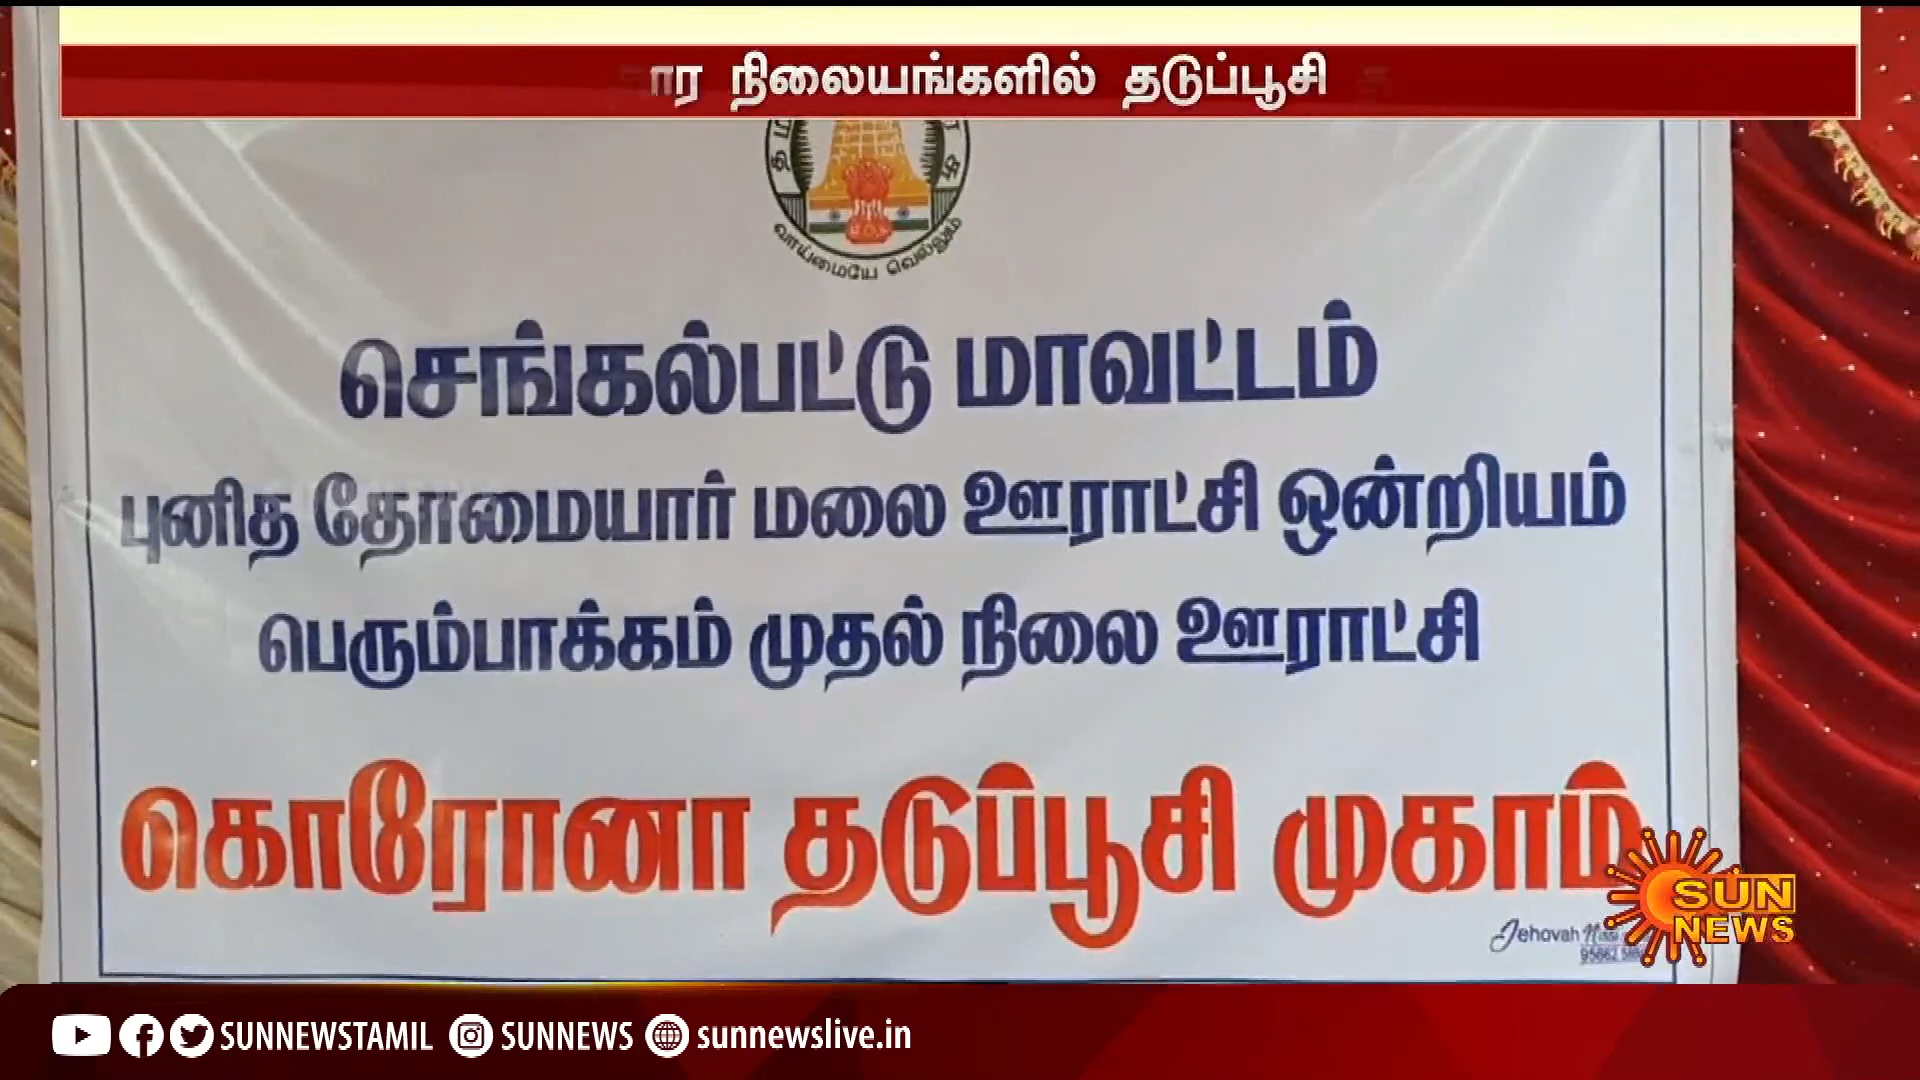 நிலையங்களில் தடுப்பூசி
வாய்மையே வெல்லும்
செங்கல்பட்டு மாவட்டம்
புனித தோமையார் மலை ஊராட்சி ஒன்றியம்
பெரும்பாக்கம் முதல் நிலை ஊராட்சி
கொரோனா தடுப்பூசி முகாம்
Jehovah
SUN
NEWS
SUNNEWSTAMIL SUNNEWS sunnewslive.in